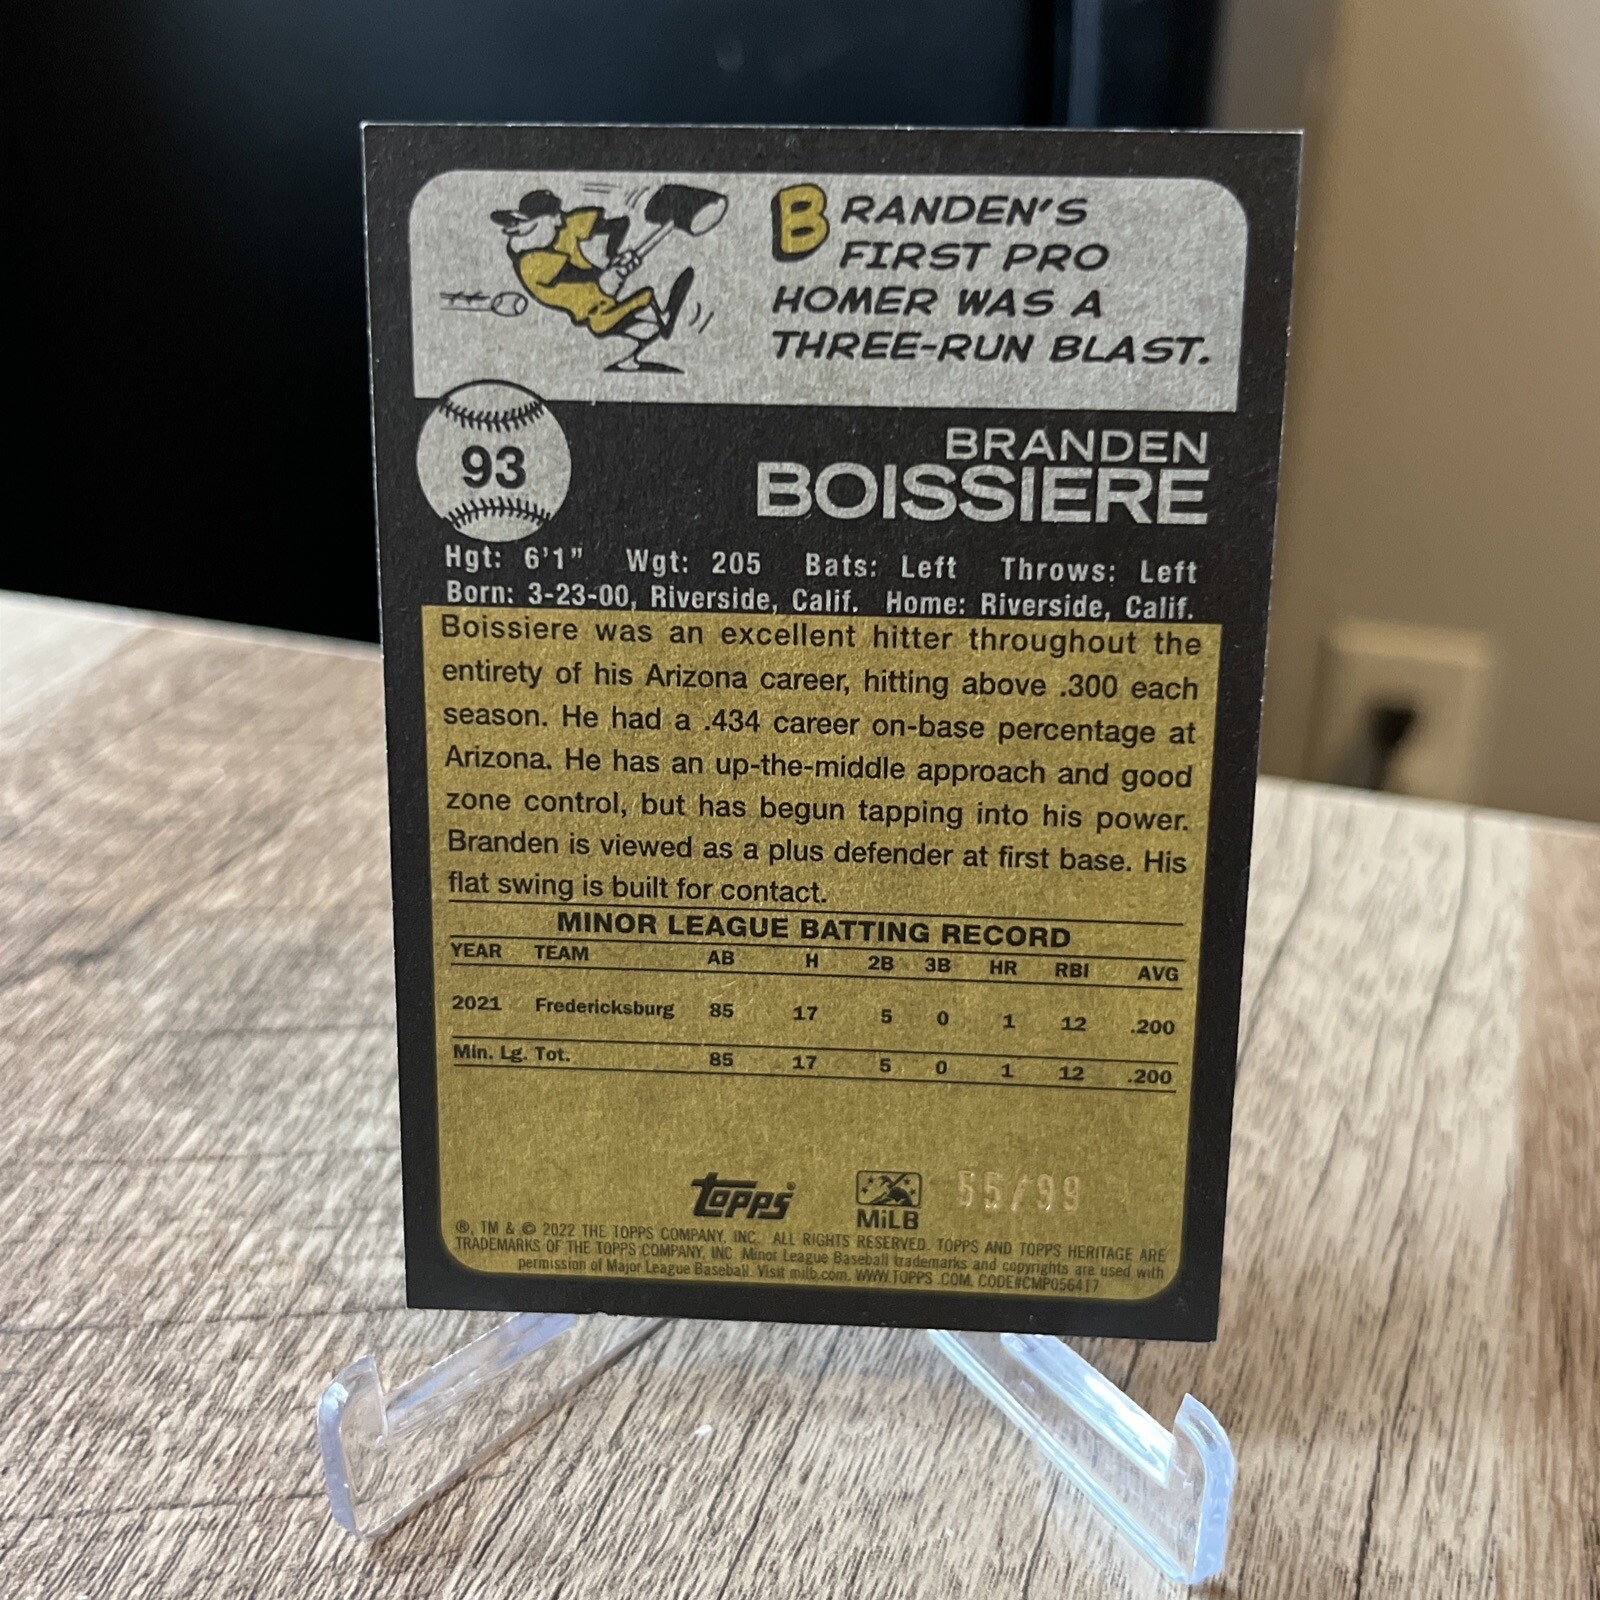 BRANDEN'S
FIRST PRO
HOMER WAS A
THREE-RUN BLAST.
93
BRANDEN
BOISSIERE
Hgt: 6'1" Wgt: 205 Bats: Left Throws: Left
Born: 3-23-00, Riverside, Calif. Home: Riverside, Calif.
Boissiere was an excellent hitter throughout the
entirety of his Arizona career, hitting above .300 each
season. He had a .434 career on-base percentage at
Arizona. He has an up-the-middle approach and good
zone control, but has begun tapping into his power.
Branden is viewed as a plus defender at first base. His
flat swing is built for contact.
MINOR LEAGUE BATTING RECORD
YEAR TEAM AB H 2B 3B HR RBI AVG
2021 Fredericksburg 85 17 5 0 1 12 .200
Min. Lg. Tot. 85 17 5 0 1 12 .200
topps® MiLB 55/99
®, TM & © 2022 THE TOPPS COMPANY, INC. ALL RIGHTS RESERVED. TOPPS AND TOPPS HERITAGE ARE
TRADEMARKS OF THE TOPPS COMPANY, INC. Minor League Baseball trademarks and copyrights are used with
permission of Major League Baseball. Visit milb.com. WWW.TOPPS.COM. CODE#CMP056417